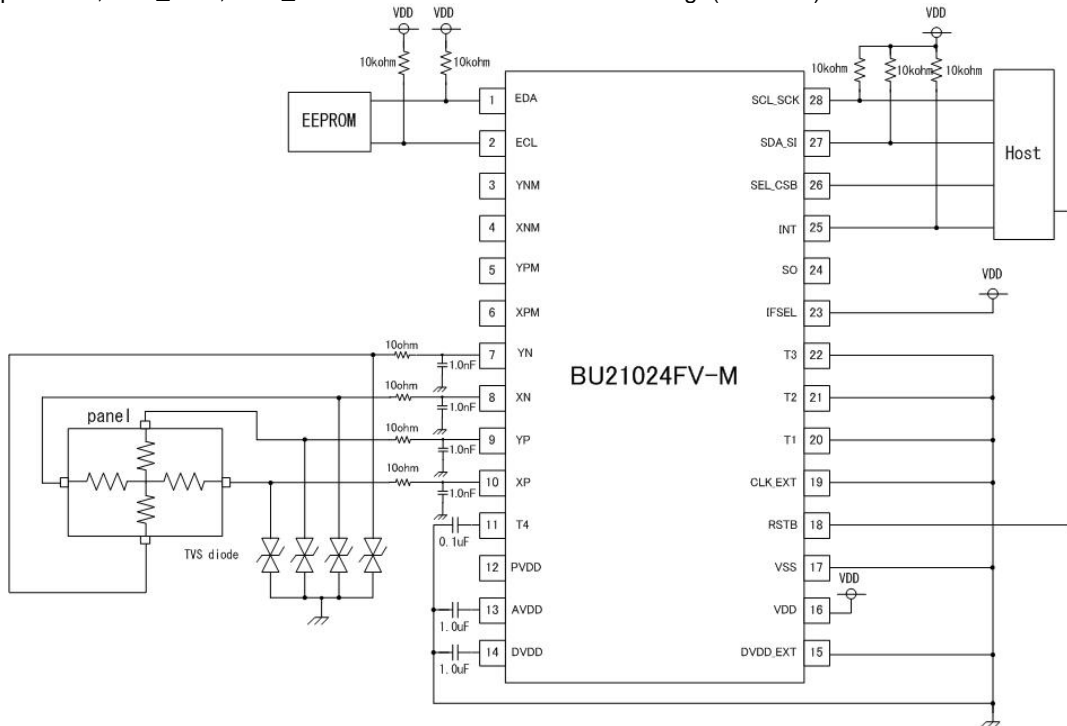 VDD
VDD
10kohm
10kohm
EEPROM
VDD
10kohm
10kohm
10kohm
Host
BU21024FV-M
1 EDA
2 ECL
3 YNM
4 XNM
5 YPM
6 XPM
7 YN
8 XN
9 YP
10 XP
11 T4
12 PVDD
13 AVDD
14 DVDD
SCL_SCK 28
SDA_SI 27
SEL_CSB 26
INT 25
SO 24
IFSEL 23
T3 22
T2 21
T1 20
CLK_EXT 19
RSTB 18
VSS 17
VDD 16
DVDD_EXT 15
VDD
VDD
10ohm
1.0nF
10ohm
1.0nF
10ohm
1.0nF
10ohm
1.0nF
0.1uF
1.0uF
1.0uF
panel
TVS diode